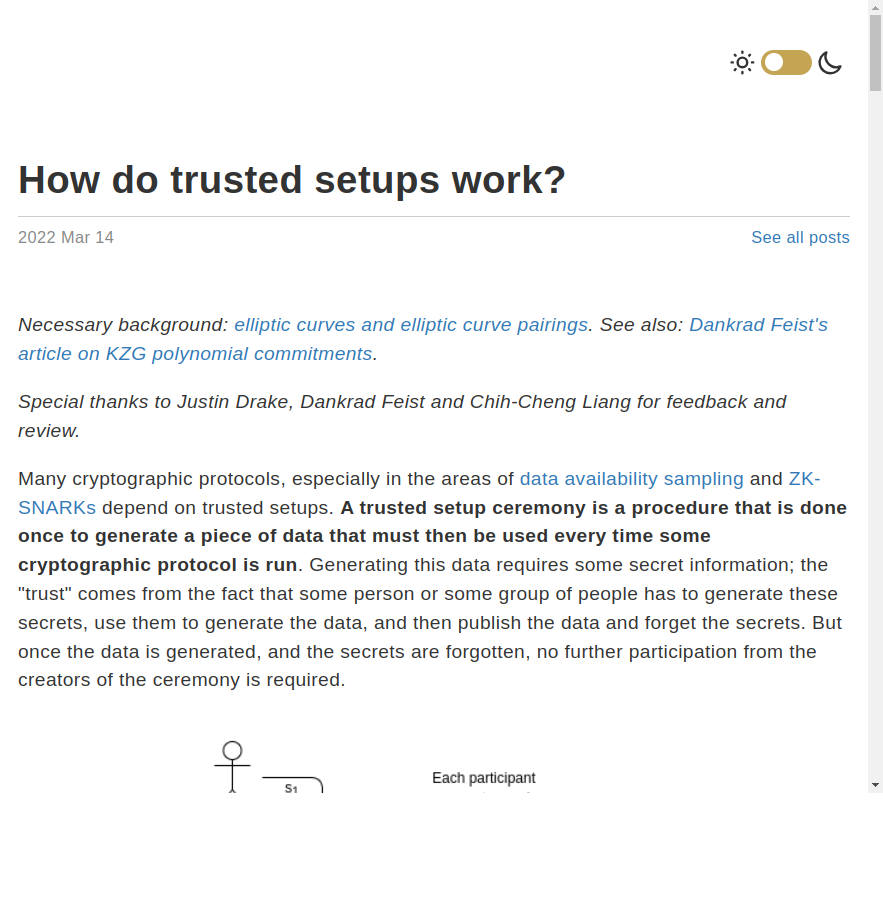 How do trusted setups work?
2022 Mar 14
See all posts
Necessary background: elliptic curves and elliptic curve pairings. See also: Dankrad Feist's
article on KZG polynomial commitments.
Special thanks to Justin Drake, Dankrad Feist and Chih-Cheng Liang for feedback and
review.
Many cryptographic protocols, especially in the areas of data availability sampling and ZK-
SNARKs depend on trusted setups. A trusted setup ceremony is a procedure that is done
once to generate a piece of data that must then be used every time some
cryptographic protocol is run. Generating this data requires some secret information; the
"trust" comes from the fact that some person or some group of people has to generate these
secrets, use them to generate the data, and then publish the data and forget the secrets. But
once the data is generated, and the secrets are forgotten, no further participation from the
creators of the ceremony is required.
Each participant
S1